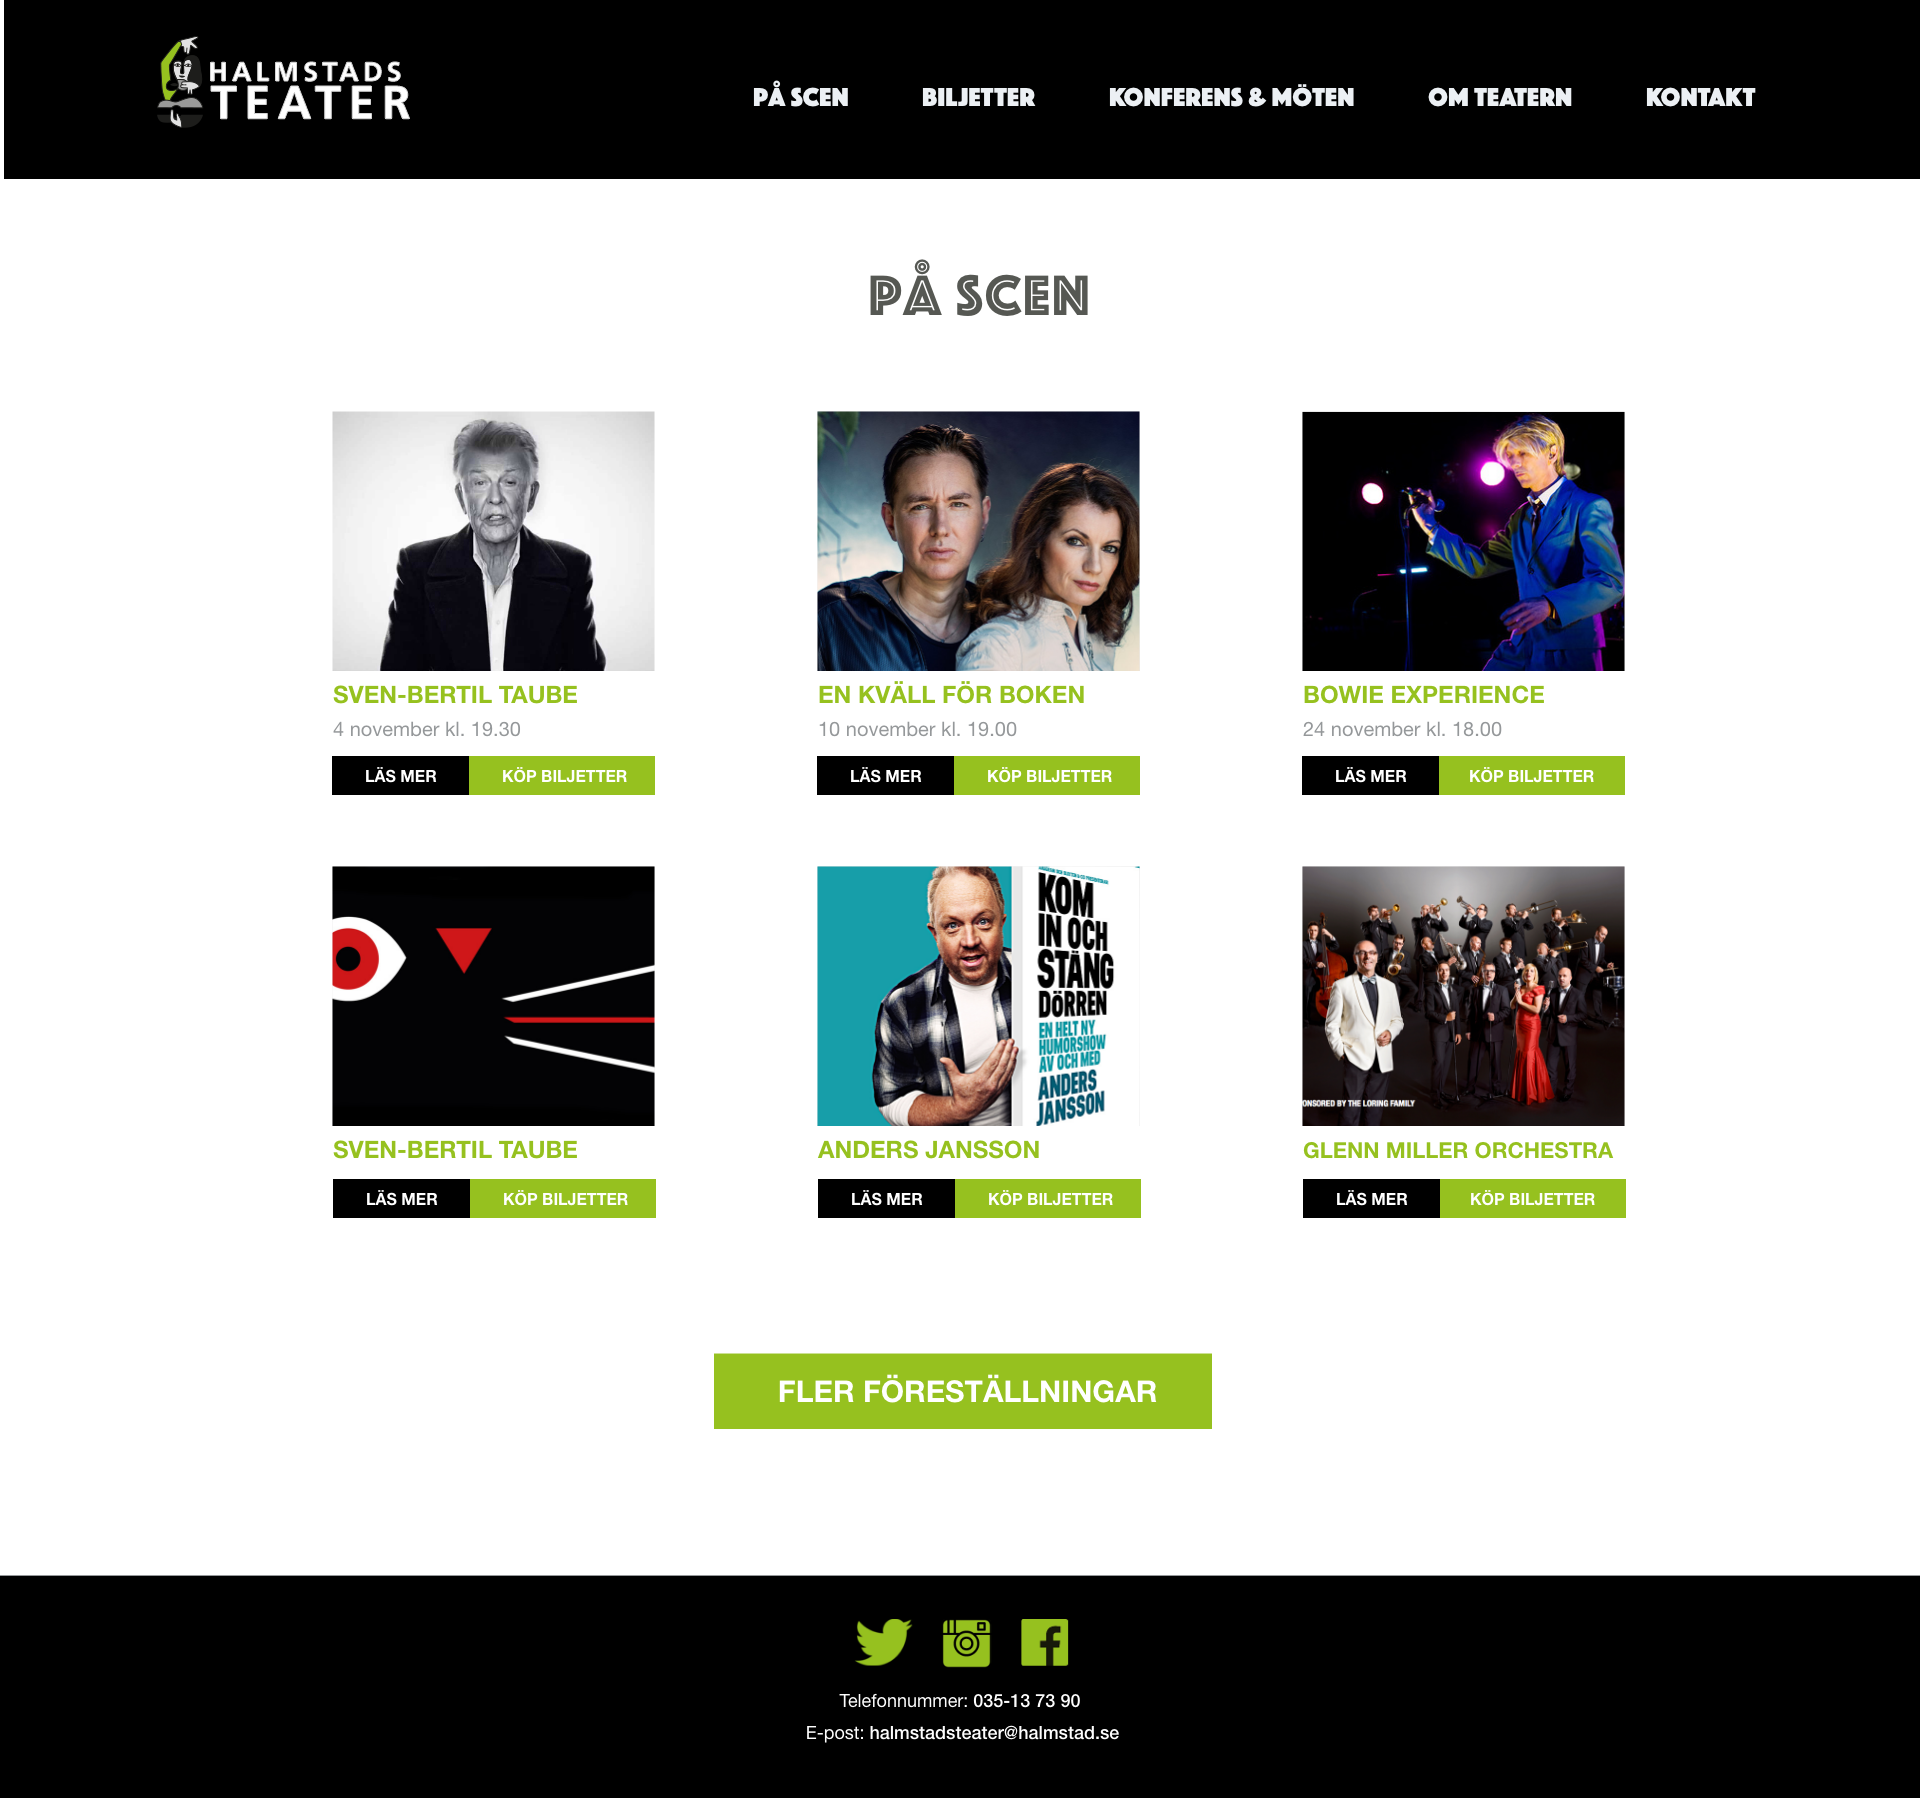 HALMSTADS
TEATER
PÅ SCEN
BILJETTER
KONFERENS & MÖTEN
OM TEATERN
KONTAKT
PÅ SCEN
SVEN-BERTIL TAUBE
4 november kl. 19.30
LÄS MER
KÖP BILJETTER
EN KVÄLL FÖR BOKEN
10 november kl. 19.00
LÄS MER
KÖP BILJETTER
BOWIE EXPERIENCE
24 november kl. 18.00
LÄS MER
KÖP BILJETTER
SVEN-BERTIL TAUBE
LÄS MER
KÖP BILJETTER
KOM
IN OCH
STÄNG
DÖRREN
EN HELT NY
HUMORSHOW
AV OCH MED
ANDERS
JANSSON
ANDERS JANSSON
LÄS MER
KÖP BILJETTER
ONSORED BY THE LORING FAMILY
GLENN MILLER ORCHESTRA
LÄS MER
KÖP BILJETTER
FLER FÖRESTÄLLNINGAR
Telefonnummer: 035-13 73 90
E-post: halmstadsteater@halmstad.se